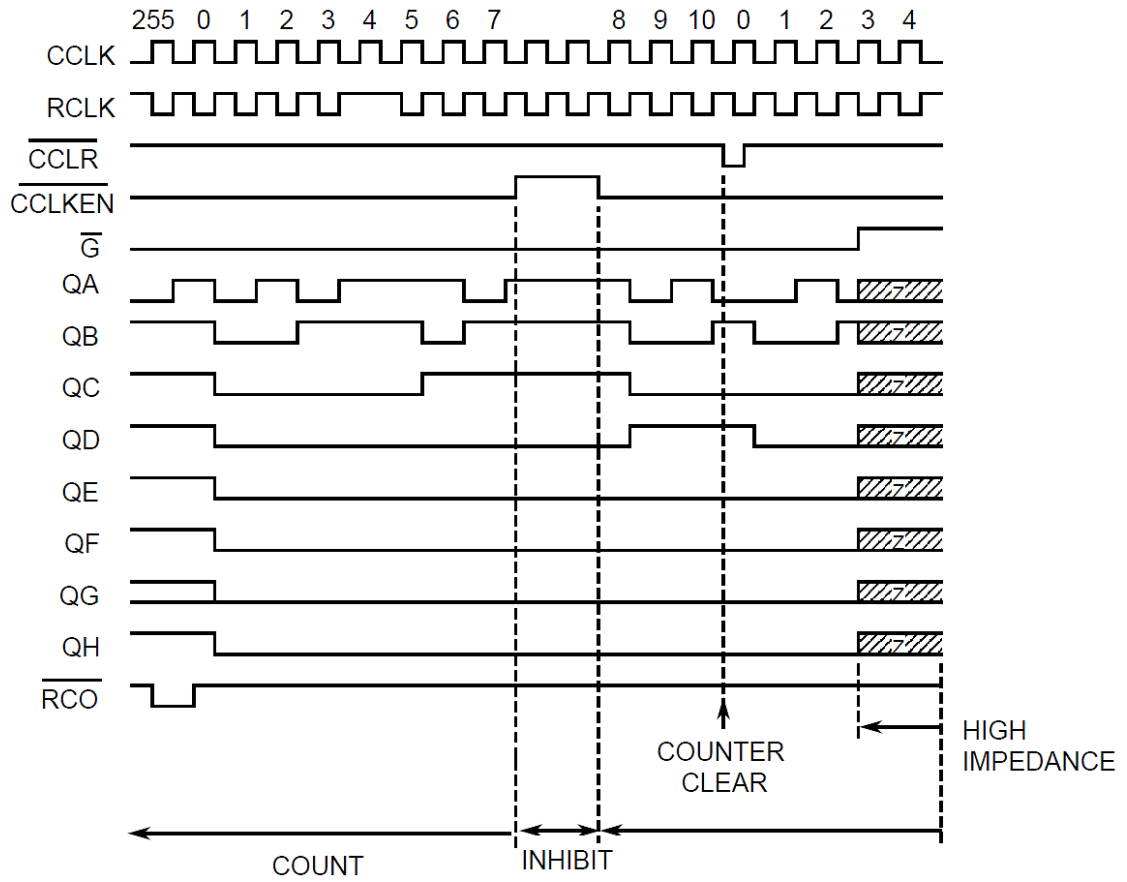 255 0 1 2 3 4 5 6 7 8 9 10 0 1 2 3 4
CCLK
RCLK
CCLR
CCLKEN
G
QA Z
QB Z
QC Z
QD Z
QE Z
QF Z
QG Z
QH Z
RCO
COUNTER
CLEAR
HIGH
IMPEDANCE
COUNT
INHIBIT